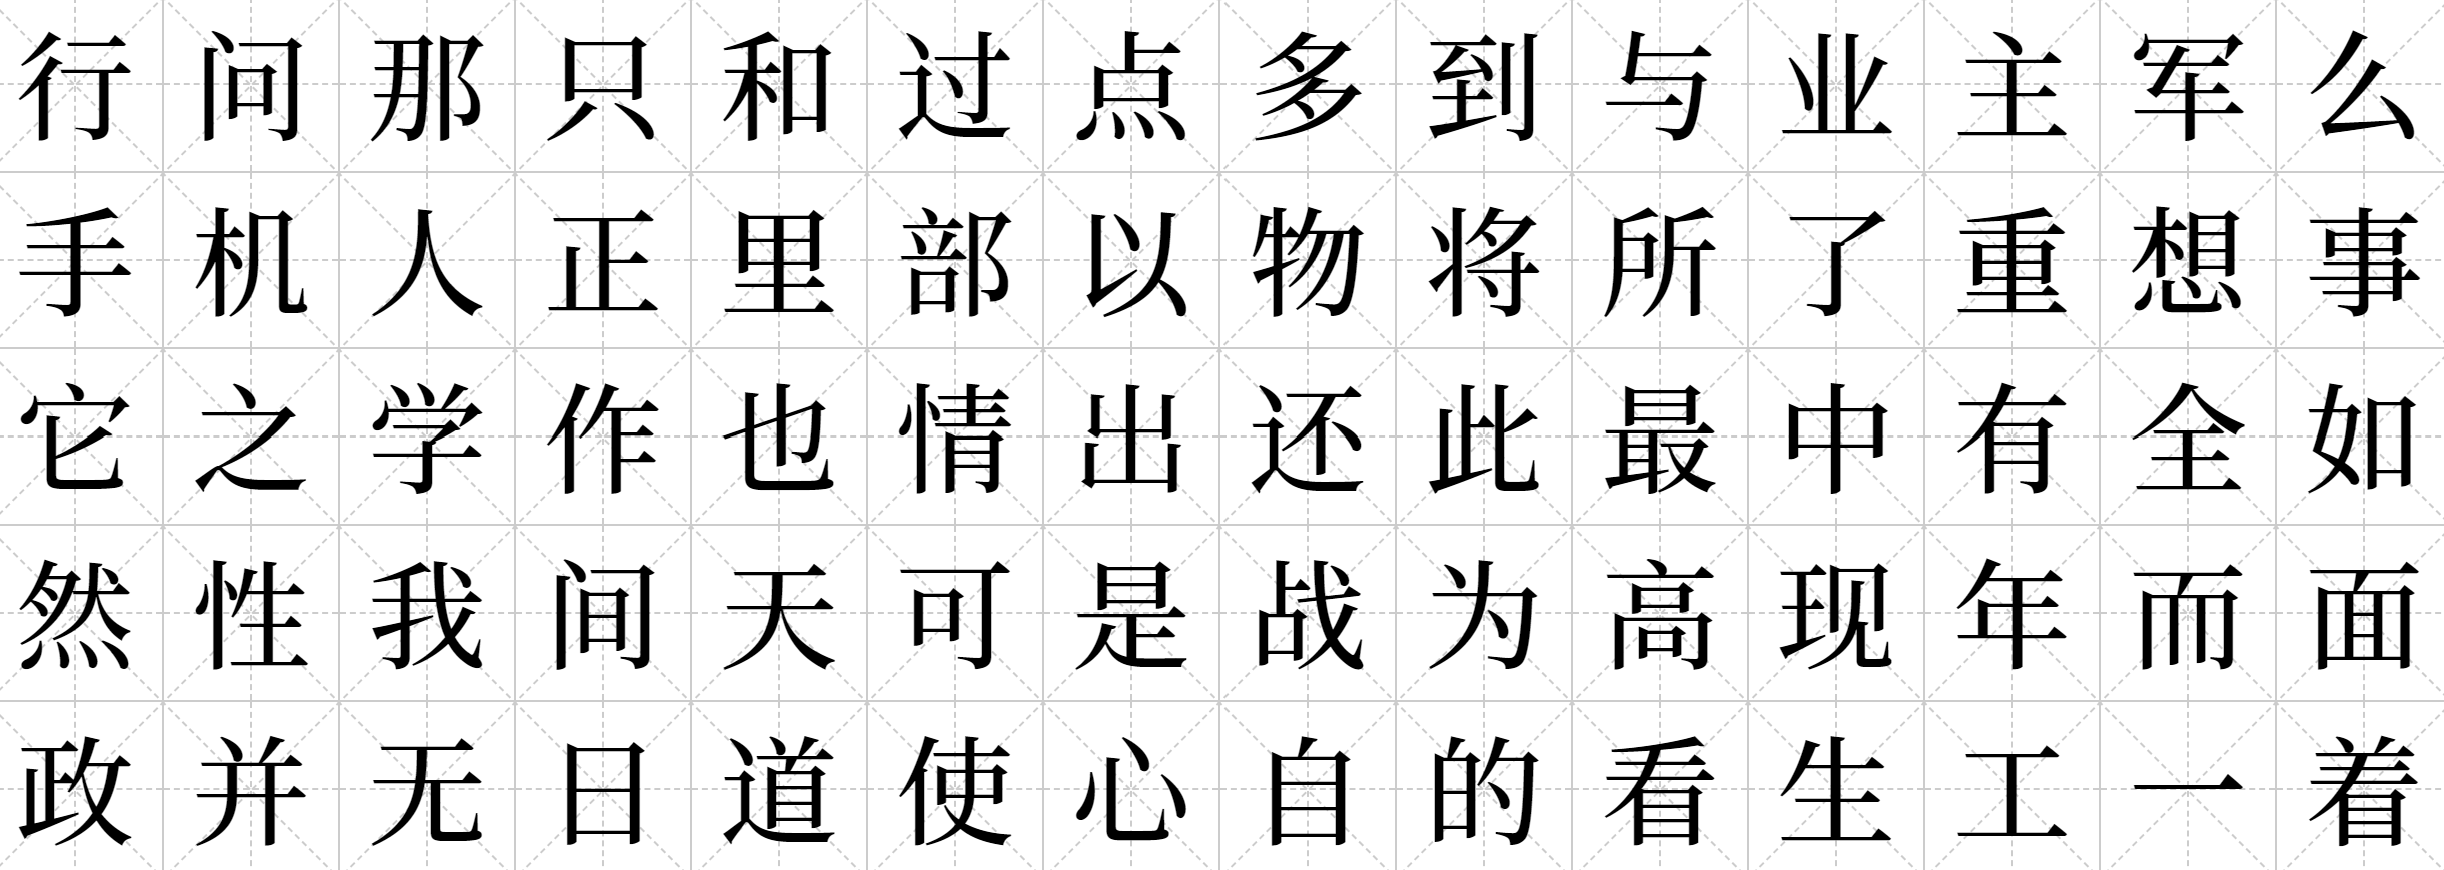 行问那只和过点多到与业主军么
手机人正里部以物将所了重想事
它之学作也情出还此最中有全如
然性我间天可是战为高现年而面
政并无日道使心自的看生工一着